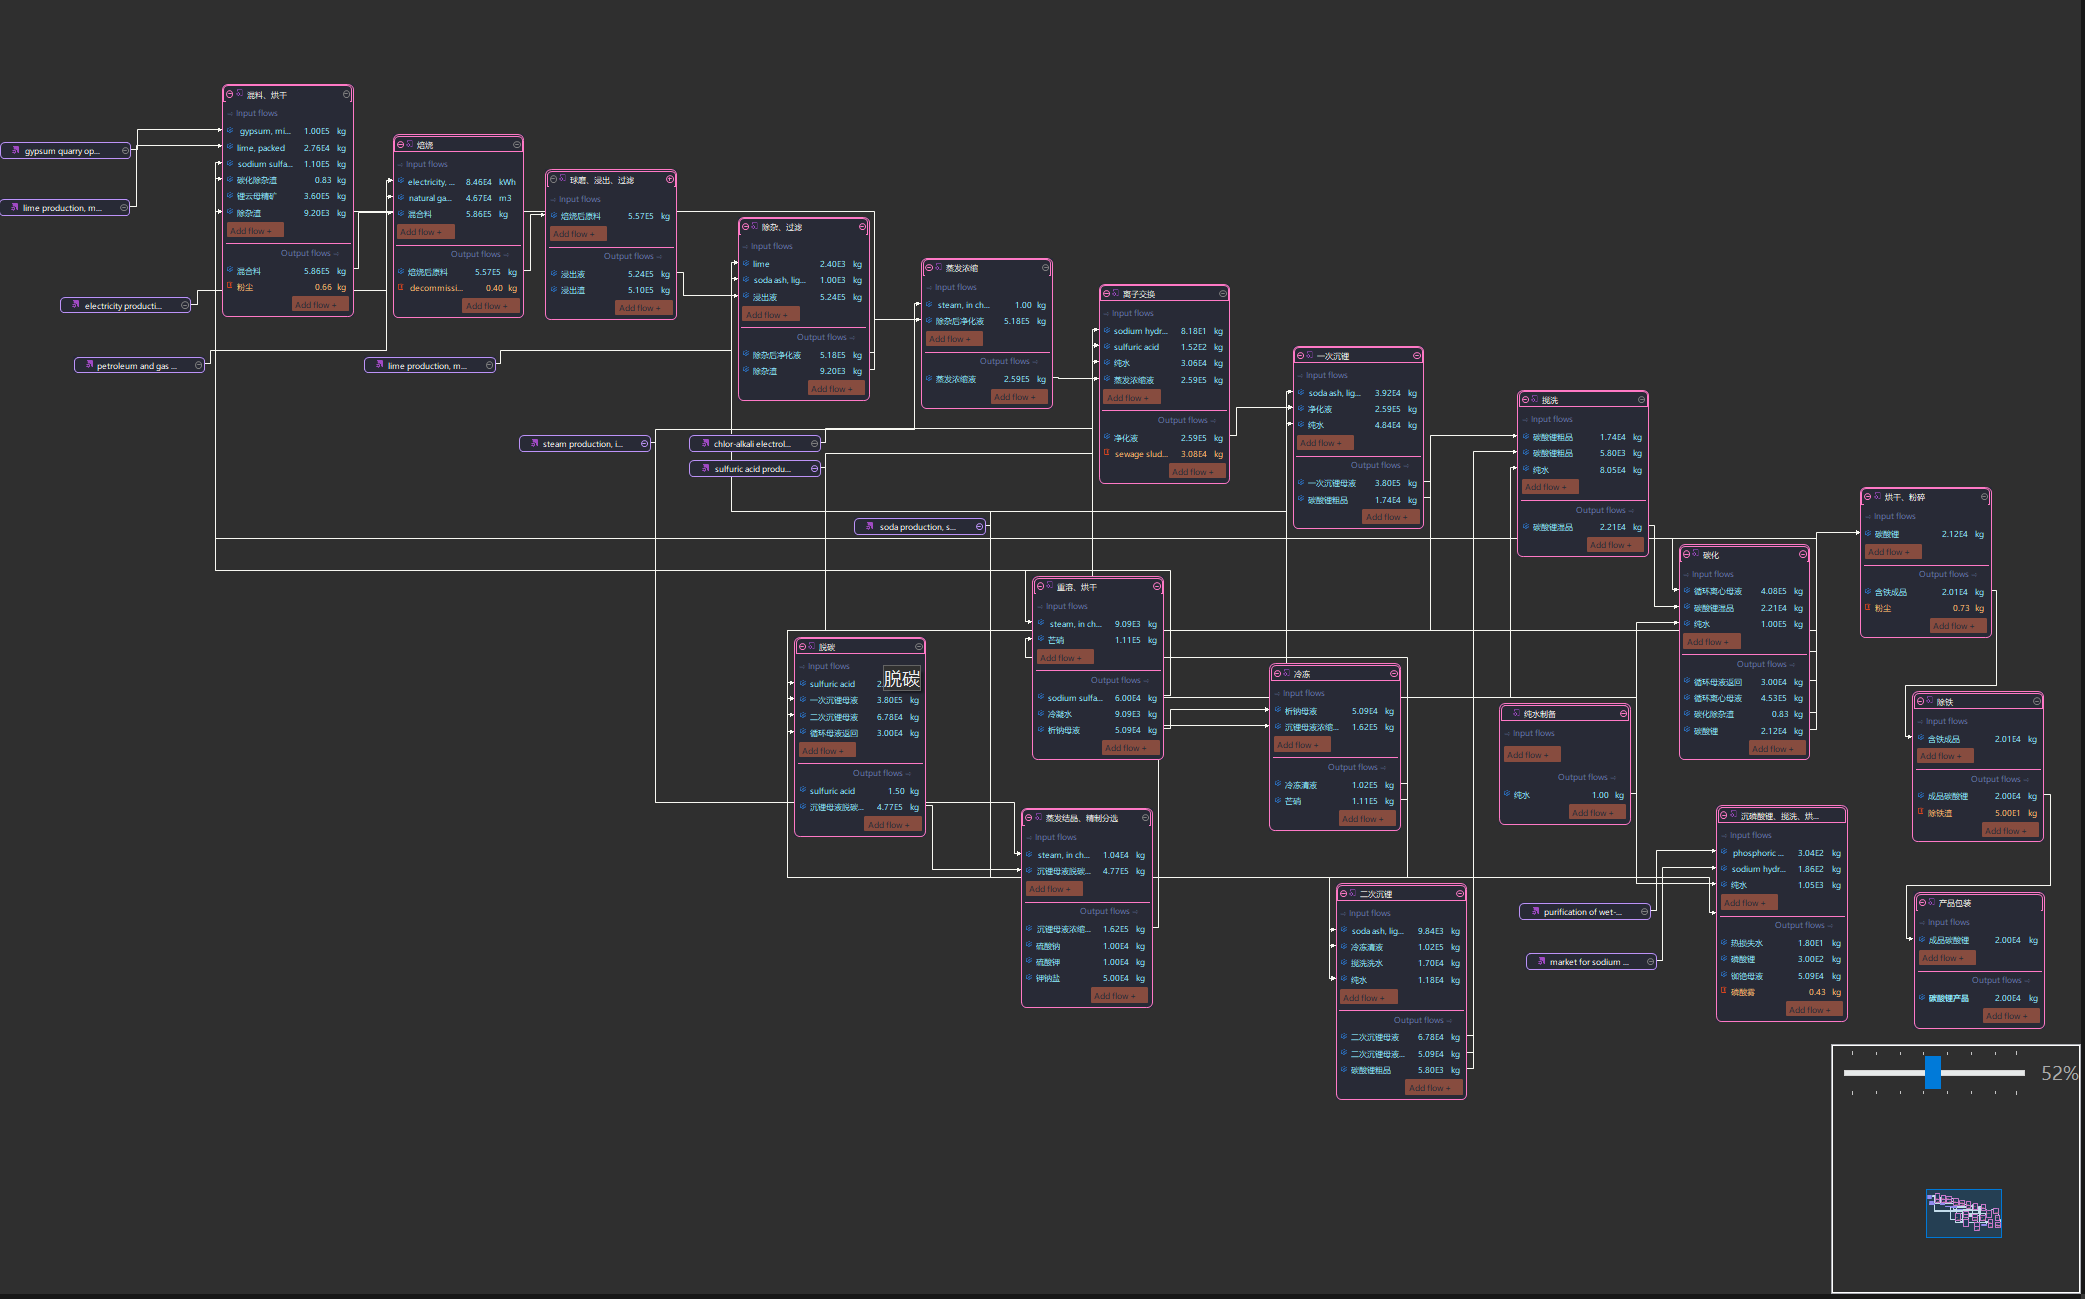 gypsum quarry op...
lime production, m...
electricity producti...
petroleum and gas ...
lime production, m...
steam production, i...
chlor-alkali electrol...
sulfuric acid produ...
soda production, s...
purification of wet-...
market for sodium ...
混料、烘干
Input flows
gypsum, mi... 1.00E5 kg
lime, packed 2.76E4 kg
sodium sulfa... 1.10E5 kg
碳化除杂渣 0.83 kg
锂云母精矿 3.60E5 kg
除杂渣 9.20E3 kg
Add flow +
Output flows
混合料 5.86E5 kg
粉尘 0.66 kg
Add flow +
焙烧
Input flows
electricity, ... 8.46E4 kWh
natural ga... 4.67E4 m3
混合料 5.86E5 kg
Add flow +
Output flows
焙烧后原料 5.57E5 kg
decommissi... 0.40 kg
Add flow +
球磨、浸出、过滤
Input flows
焙烧后原料 5.57E5 kg
Add flow +
Output flows
浸出液 5.24E5 kg
浸出渣 5.10E5 kg
Add flow +
除杂、过滤
Input flows
lime 2.40E3 kg
soda ash, lig... 1.00E3 kg
浸出液 5.24E5 kg
Add flow +
Output flows
除杂后净化液 5.18E5 kg
除杂渣 9.20E3 kg
Add flow +
蒸发浓缩
Input flows
steam, in ch... 1.00 kg
除杂后净化液 5.18E5 kg
Add flow +
Output flows
蒸发浓缩液 2.59E5 kg
Add flow +
离子交换
Input flows
sodium hydr... 8.18E1 kg
sulfuric acid 1.52E2 kg
纯水 3.06E4 kg
蒸发浓缩液 2.59E5 kg
Add flow +
Output flows
净化液 2.59E5 kg
sewage slud... 3.08E4 kg
Add flow +
一次沉锂
Input flows
soda ash, lig... 3.92E4 kg
净化液 2.59E5 kg
纯水 4.84E4 kg
Add flow +
Output flows
一次沉锂母液 3.80E5 kg
碳酸锂粗品 1.74E4 kg
Add flow +
搅洗
Input flows
碳酸锂粗品 1.74E4 kg
碳酸锂粗品 5.80E3 kg
纯水 8.05E4 kg
Add flow +
Output flows
碳酸锂湿品 2.21E4 kg
Add flow +
碳化
Input flows
循环离心母液 4.08E5 kg
碳酸锂湿品 2.21E4 kg
纯水 1.00E5 kg
Add flow +
Output flows
循环母液返回 3.00E4 kg
循环离心母液 4.53E5 kg
碳化除杂渣 0.83 kg
碳酸锂 2.12E4 kg
Add flow +
烘干、粉碎
Input flows
碳酸锂 2.12E4 kg
Add flow +
Output flows
含铁成品 2.01E4 kg
粉尘 0.73 kg
Add flow +
除铁
Input flows
含铁成品 2.01E4 kg
Add flow +
Output flows
成品碳酸锂 2.00E4 kg
除铁渣 5.00E1 kg
Add flow +
产品包装
Input flows
成品碳酸锂 2.00E4 kg
Add flow +
Output flows
碳酸锂产品 2.00E4 kg
Add flow +
脱碳
Input flows
sulfuric acid 2.
脱碳
一次沉锂母液 3.80E5 kg
二次沉锂母液 6.78E4 kg
循环母液返回 3.00E4 kg
Add flow +
Output flows
sulfuric acid 1.50 kg
沉锂母液脱碳... 4.77E5 kg
Add flow +
重溶、烘干
Input flows
steam, in ch... 9.09E3 kg
芒硝 1.11E5 kg
Add flow +
Output flows
sodium sulfa... 6.00E4 kg
冷凝水 9.09E3 kg
析钠母液 5.09E4 kg
Add flow +
蒸发结晶、精制分选
Input flows
steam, in ch... 1.04E4 kg
沉锂母液脱碳... 4.77E5 kg
Add flow +
Output flows
沉锂母液浓缩... 1.62E5 kg
硫酸钠 1.00E4 kg
硫酸钾 1.00E4 kg
钾钠盐 5.00E4 kg
Add flow +
冷冻
Input flows
析钠母液 5.09E4 kg
沉锂母液浓缩... 1.62E5 kg
Add flow +
Output flows
冷冻清液 1.02E5 kg
芒硝 1.11E5 kg
Add flow +
二次沉锂
Input flows
soda ash, lig... 9.84E3 kg
冷冻清液 1.02E5 kg
搅洗洗水 1.70E4 kg
纯水 1.18E4 kg
Add flow +
Output flows
二次沉锂母液 6.78E4 kg
二次沉锂母液... 5.09E4 kg
碳酸锂粗品 5.80E3 kg
Add flow +
纯水制备
Input flows
Add flow +
Output flows
纯水 1.00 kg
Add flow +
沉磷酸锂、搅洗、烘...
Input flows
phosphoric ... 3.04E2 kg
sodium hydr... 1.86E2 kg
纯水 1.05E3 kg
Add flow +
Output flows
热损失水 1.80E1 kg
磷酸锂 3.00E2 kg
铷铯母液 5.09E4 kg
磷酸雾 0.43 kg
Add flow +
52%